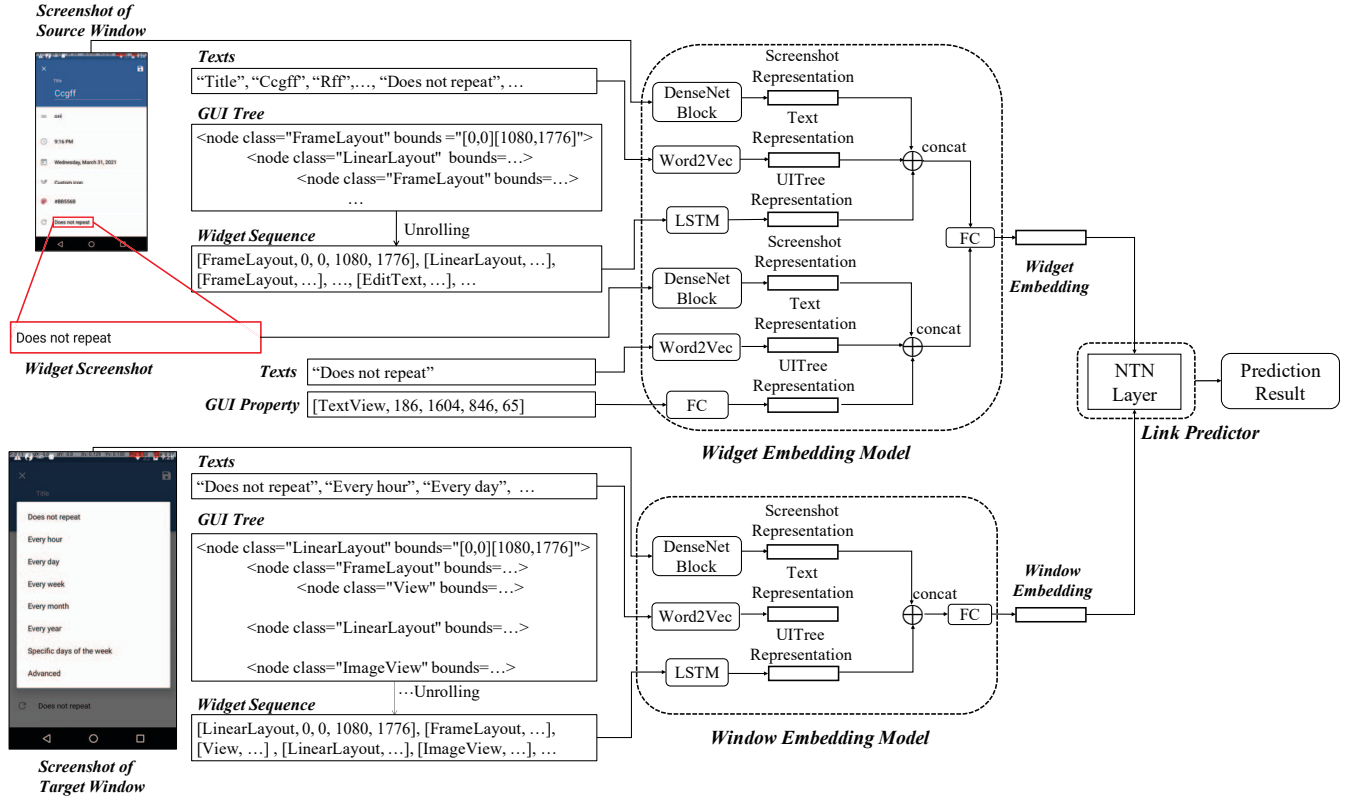 Screenshot of
Source Window
Title
Ccgff
9:16 PM
Wednesday, March 31, 2021
Custom icon
Does not repeat
Does not repeat
Widget Screenshot
Texts
“Title”, “Ccgff”, “Rff”,…, “Does not repeat”, …
GUI Tree
<node class="FrameLayout" bounds ="[0,0][1080,1776]">
<node class="LinearLayout" bounds=…>
<node class="FrameLayout" bounds=…>
…
Unrolling
Widget Sequence
[FrameLayout, 0, 0, 1080, 1776], [LinearLayout, …],
[FrameLayout, …], …, [EditText, …], …
Texts
“Does not repeat”
GUI Property
[TextView, 186, 1604, 846, 65]
DenseNet
Block
Screenshot
Representation
Word2Vec
Text
Representation
LSTM
UITree
Representation
concat
DenseNet
Block
Screenshot
Representation
Word2Vec
Text
Representation
FC
UITree
Representation
concat
FC
Widget
Embedding
Widget Embedding Model
NTN
Layer
Link Predictor
Prediction
Result
Title
Does not repeat
Every hour
Every day
Every week
Every month
Every year
Specific days of the week
Advanced
Does not repeat
Screenshot of
Target Window
Texts
“Does not repeat”, “Every hour”, “Every day”, …
GUI Tree
<node class="LinearLayout" bounds="[0,0][1080,1776]">
<node class="FrameLayout" bounds=…>
<node class="View" bounds=…>
<node class="LinearLayout" bounds=…>
<node class="ImageView" bounds=…>
…Unrolling
Widget Sequence
[LinearLayout, 0, 0, 1080, 1776], [FrameLayout, …],
[View, …] , [LinearLayout, …], [ImageView, …], …
DenseNet
Block
Screenshot
Representation
Word2Vec
Text
Representation
LSTM
UITree
Representation
concat
FC
Window
Embedding
Window Embedding Model